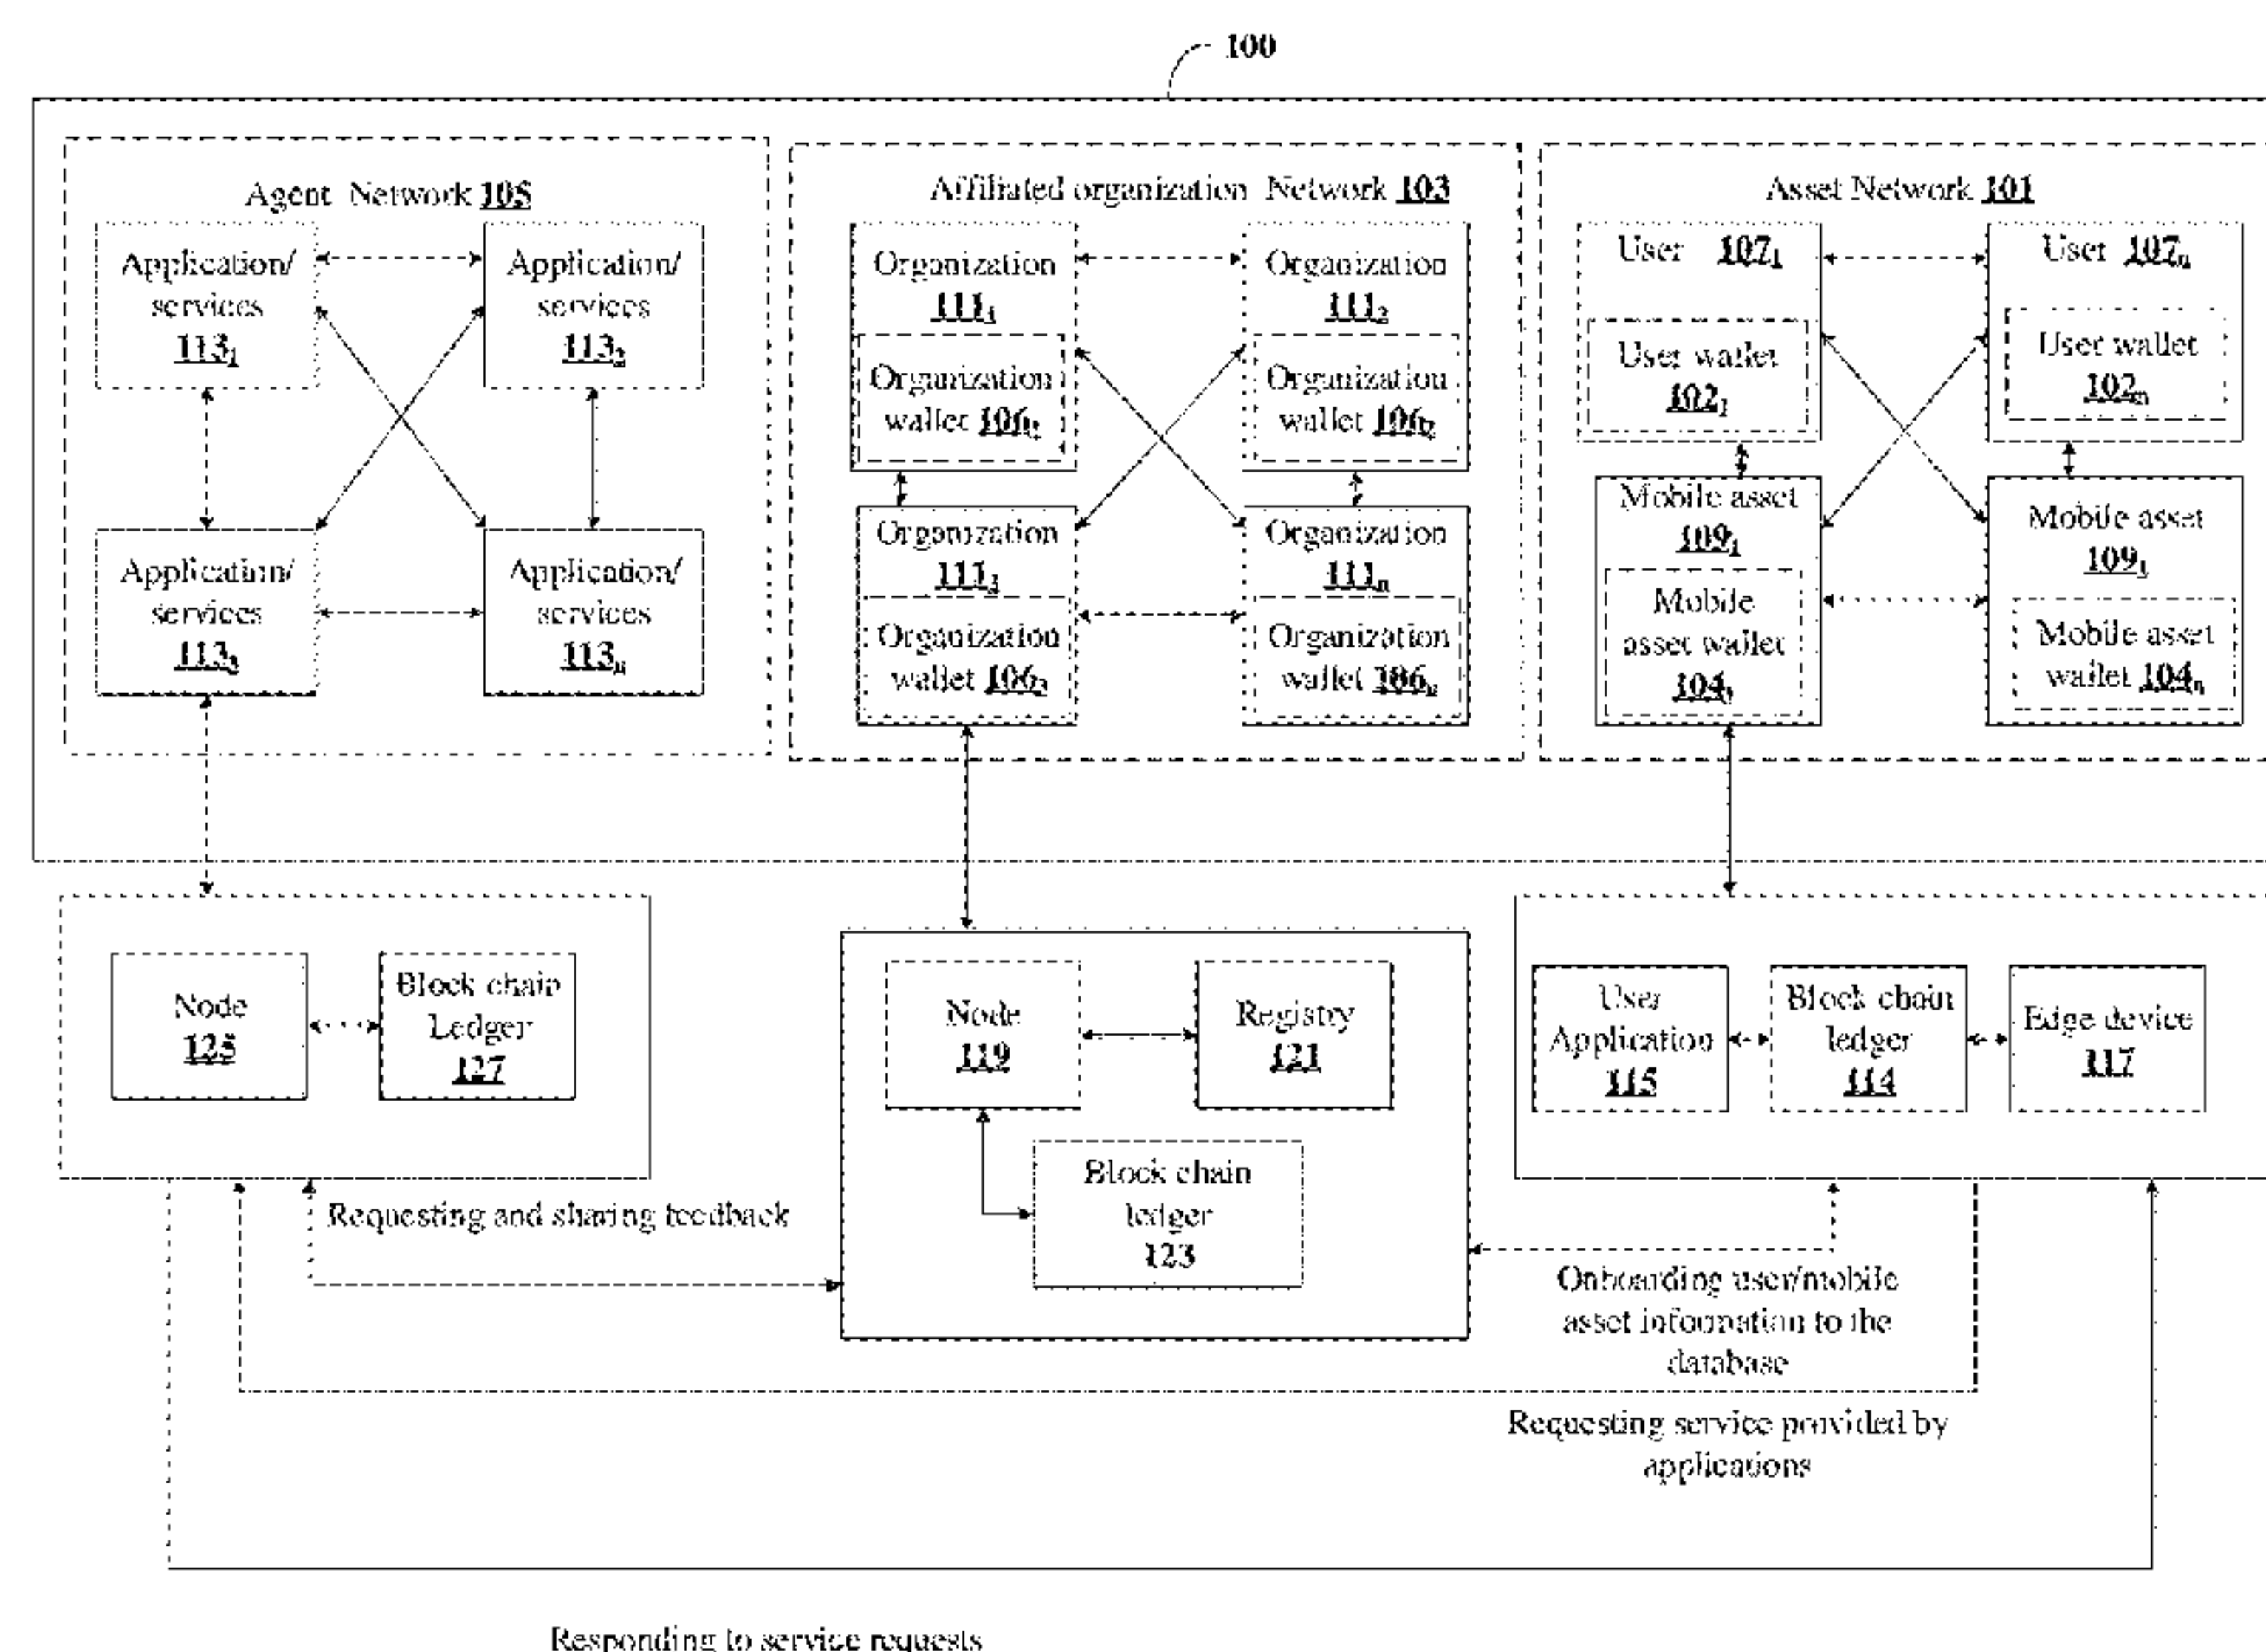 100
Agent Network 105
Application/
services
113₁
Application/
services
113₂
Application/
services
113₃
Application/
services
113ₙ
Affiliated organization Network 103
Organization
111₁
Organization
wallet 106₁
Organization
111₂
Organization
wallet 106₂
Organization
111₃
Organization
wallet 106₃
Organization
111ₙ
Organization
wallet 106ₙ
Asset Network 101
User 107₁
User wallet
102₁
User 107ₙ
User wallet
102ₙ
Mobile asset
109₁
Mobile
asset wallet
104₁
Mobile asset
109₁
Mobile asset
wallet 104ₙ
Node
125
Block chain
Ledger
127
Node
119
Registry
121
Block chain
ledger
123
User
Application
115
Block chain
ledger
114
Edge device
117
Requesting and sharing feedback
Onboarding user/mobile
asset information to the
database
Requesting service provided by
applications
Responding to service requests